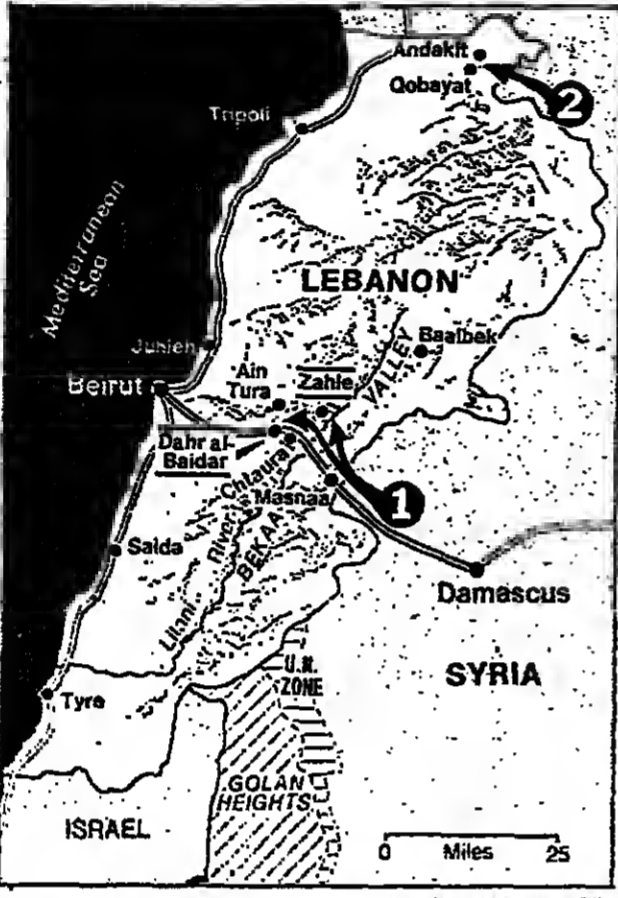 Andakit
Qobayat
2
Tripoli
Mediterranean
Sea
LEBANON
Junieh
Baalbek
Ain
Tura
Zahle
VALLEY
Beirut
Dahr al-
Baidar
Chtaura
1
Masnaa
Saida
River
BEKAA
Litani
Damascus
U.N.
ZONE
SYRIA
Tyre
GOLAN
HEIGHTS
ISRAEL
0 Miles 25